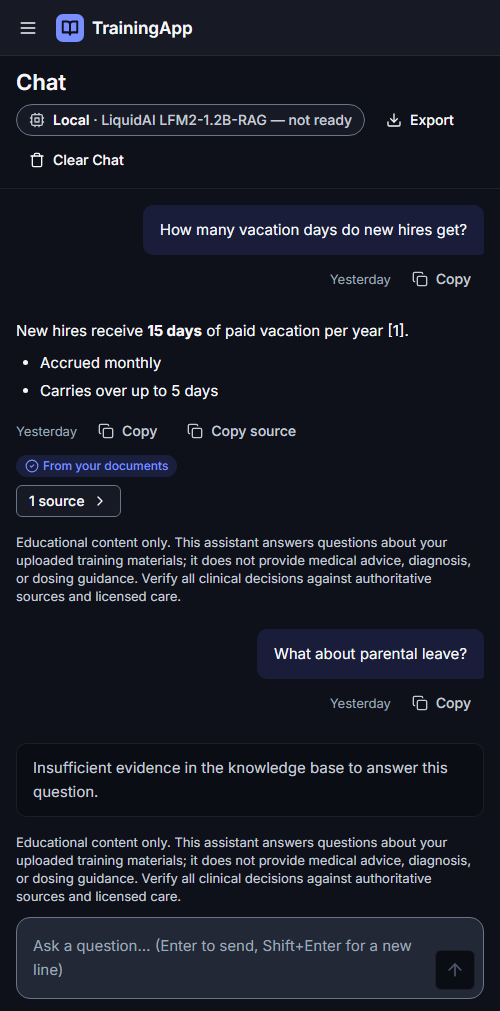 TrainingApp
Chat
Local · LiquidAI LFM2-1.2B-RAG — not ready
Export
Clear Chat
How many vacation days do new hires get?
Yesterday
Copy
New hires receive 15 days of paid vacation per year [1].
• Accrued monthly
• Carries over up to 5 days
Yesterday
Copy
Copy source
From your documents
1 source
Educational content only. This assistant answers questions about your
uploaded training materials; it does not provide medical advice, diagnosis,
or dosing guidance. Verify all clinical decisions against authoritative
sources and licensed care.
What about parental leave?
Yesterday
Copy
Insufficient evidence in the knowledge base to answer this
question.
Educational content only. This assistant answers questions about your
uploaded training materials; it does not provide medical advice, diagnosis,
or dosing guidance. Verify all clinical decisions against authoritative
sources and licensed care.
Ask a question... (Enter to send, Shift+Enter for a new
line)